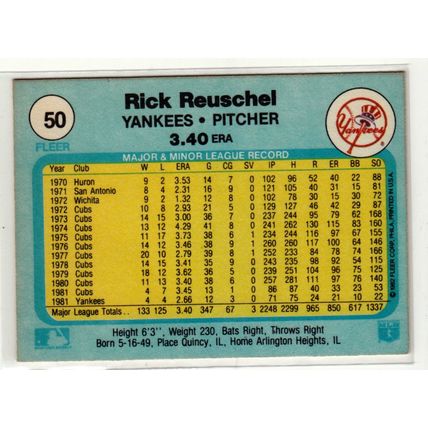 50
FLEER
Rick Reuschel
YANKEES • PITCHER
3.40 ERA
Yankees
MAJOR & MINOR LEAGUE RECORD
Year Club W L ERA G CG SV IP H R ER BB SO
1970 Huron 9 2 3.53 14 7 0 102 96 52 40 22 88
1971 San Antonio 8 4 2.31 16 9 0 121 105 40 31 15 81
1972 Wichita 9 2 1.32 12 8 0 102 78 30 15 30 72
1972 Cubs 10 8 2.93 21 5 0 129 127 46 42 29 87
1973 Cubs 14 15 3.00 36 7 0 237 244 95 79 62 168
1974 Cubs 13 12 4.29 41 8 0 241 262 130 115 83 160
1975 Cubs 11 17 3.73 38 6 1 234 244 116 97 67 155
1976 Cubs 14 12 3.46 38 9 1 260 260 117 100 64 146
1977 Cubs 20 10 2.79 39 8 1 252 233 84 78 74 166
1978 Cubs 14 15 3.41 35 9 0 243 235 98 92 54 115
1979 Cubs 18 12 3.62 36 5 0 239 251 104 96 75 125
1980 Cubs 11 13 3.40 38 6 0 257 281 111 97 76 140
1981 Cubs 4 7 3.45 13 1 0 86 87 40 33 23 53
1981 Yankees 4 4 2.66 12 3 0 71 75 24 21 10 22
Major League Totals.. 133 125 3.40 347 67 3 2248 2299 965 850 617 1337
Height 6'3'', Weight 230, Bats Right, Throws Right
Born 5-16-49, Place Quincy, IL, Home Arlington Heights, IL
© 1982 FLEER CORP. PHILA. PRINTED IN U.S.A.